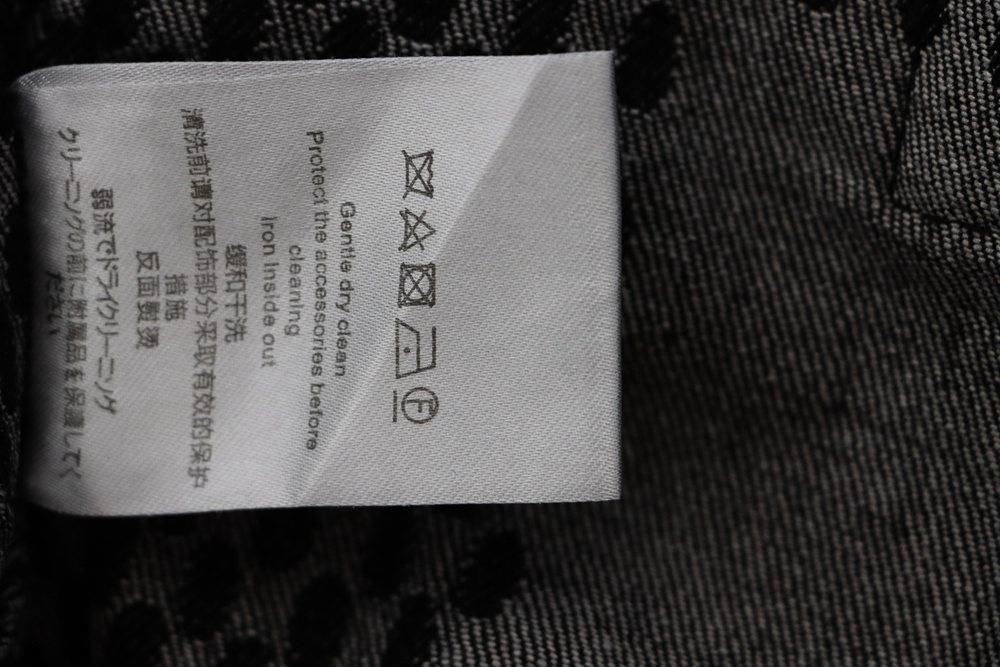 F
Gentle dry clean
Protect the accessories before
cleaning
Iron Inside out
缓和干洗
清洗前请对配饰部分采取有效的保护
措施
反面熨烫
弱流でドライクリーニング
クリーニングの前に附属品を保護してく
ださい